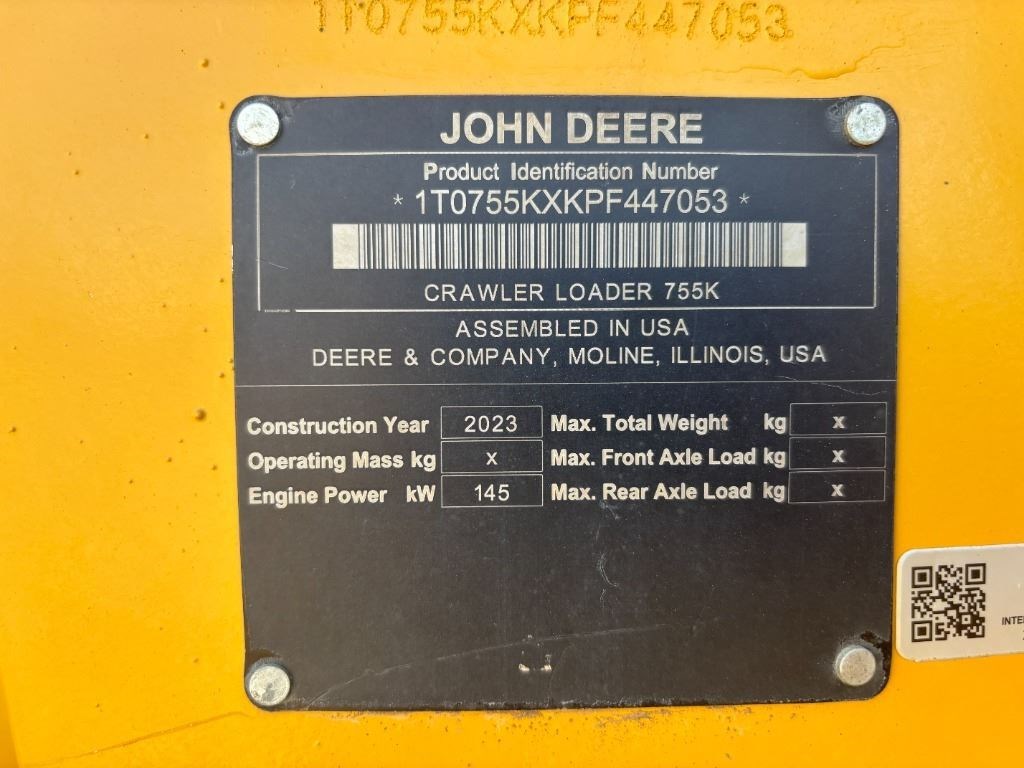 1T0755KXKPF447053
JOHN DEERE
Product Identification Number
* 1T0755KXKPF447053 *
CRAWLER LOADER 755K
ASSEMBLED IN USA
DEERE & COMPANY, MOLINE, ILLINOIS, USA
Construction Year 2023 Max. Total Weight kg x
Operating Mass kg x Max. Front Axle Load kg x
Engine Power kW 145 Max. Rear Axle Load kg x